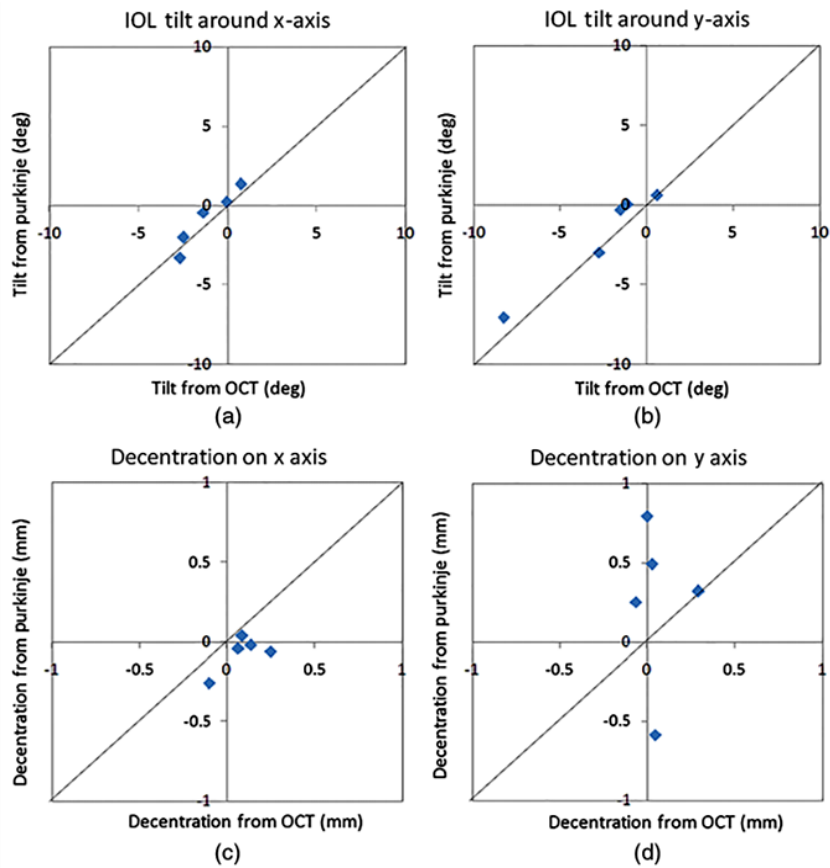 IOL tilt around x-axis
10
5
0
-10 -5 0 5 10
-5
-10
Tilt from purkinje (deg)
Tilt from OCT (deg)
(a)
IOL tilt around y-axis
10
5
0
-10 -5 0 5 10
-5
-10
Tilt from purkinje (deg)
Tilt from OCT (deg)
(b)
Decentration on x axis
1
0.5
0
-1 -0.5 0 0.5 1
-0.5
-1
Decentration from purkinje (mm)
Decentration from OCT (mm)
(c)
Decentration on y axis
1
0.5
0
-1 -0.5 0 0.5 1
-0.5
-1
Decentration from purkinje (mm)
Decentration from OCT (mm)
(d)